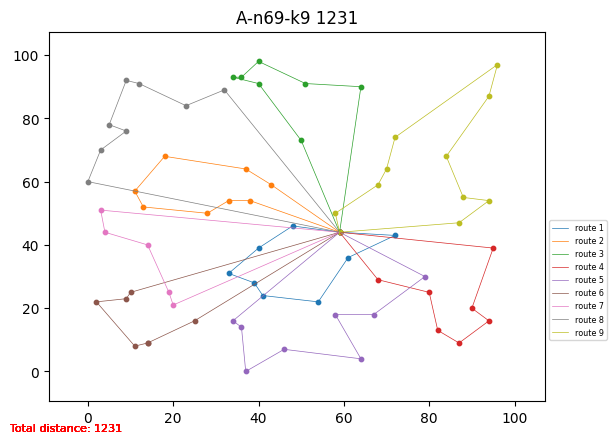 A-n69-k9 1231
100
80
60
40
20
0
0 20 40 60 80 100
route 1
route 2
route 3
route 4
route 5
route 6
route 7
route 8
route 9
Total distance: 1231